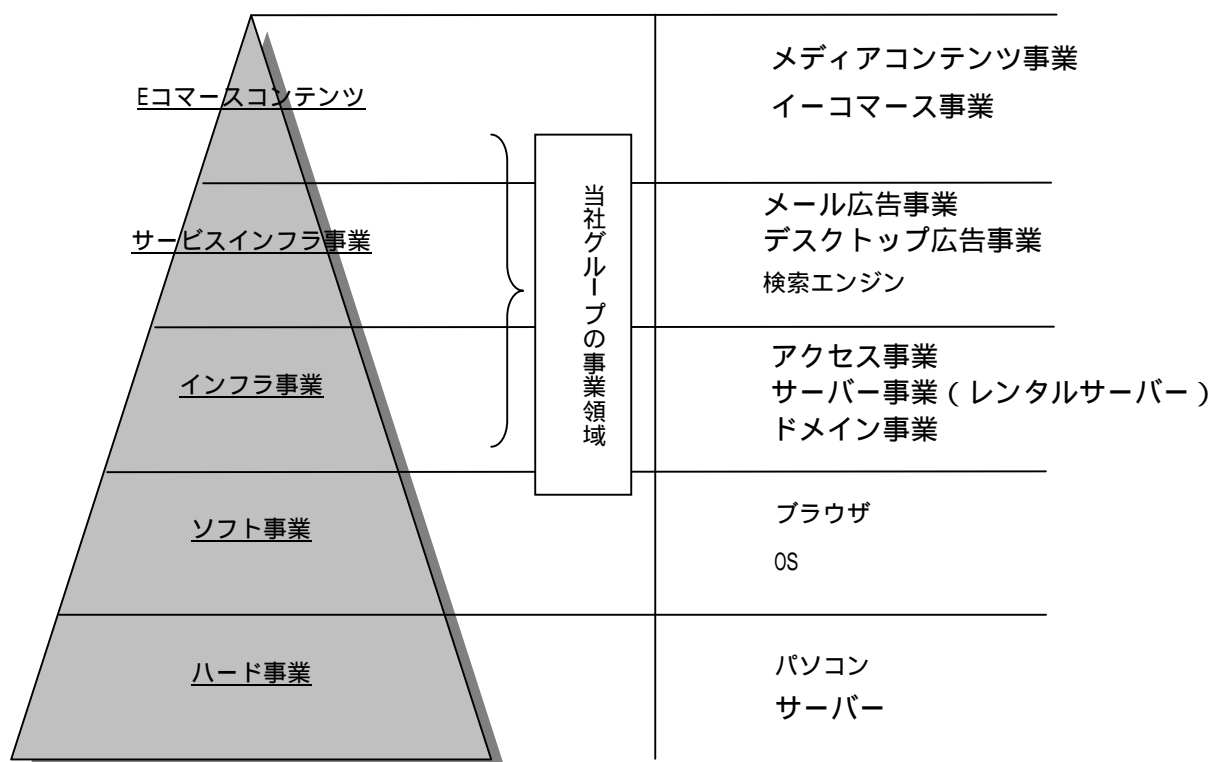 Eコマースコンテンツ
メディアコンテンツ事業
イーコマース事業
サービスインフラ事業
メール広告事業
デスクトップ広告事業
検索エンジン
当社グループの事業領域
インフラ事業
アクセス事業
サーバー事業(レンタルサーバー)
ドメイン事業
ソフト事業
ブラウザ
OS
ハード事業
パソコン
サーバー